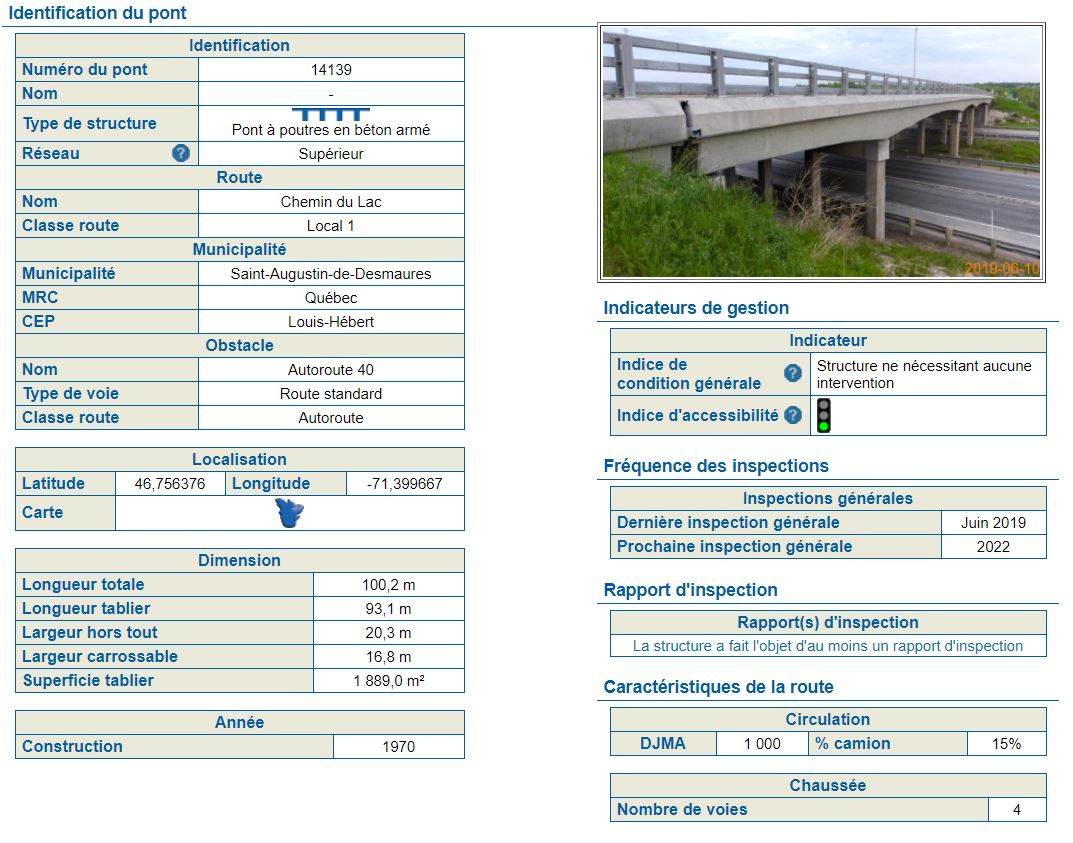 Identification du pont
Identification
Numéro du pont 14139
Nom -
Type de structure Pont à poutres en béton armé
Réseau ? Supérieur
Route
Nom Chemin du Lac
Classe route Local 1
Municipalité
Municipalité Saint-Augustin-de-Desmaures
MRC Québec
CEP Louis-Hébert
Obstacle
Nom Autoroute 40
Type de voie Route standard
Classe route Autoroute
Localisation
Latitude 46,756376 Longitude -71,399667
Carte
Dimension
Longueur totale 100,2 m
Longueur tablier 93,1 m
Largeur hors tout 20,3 m
Largeur carrossable 16,8 m
Superficie tablier 1 889,0 m²
Année
Construction 1970
2019-06-10
Indicateurs de gestion
Indicateur
Indice de
condition générale ? Structure ne nécessitant aucune
intervention
Indice d'accessibilité ?
Fréquence des inspections
Inspections générales
Dernière inspection générale Juin 2019
Prochaine inspection générale 2022
Rapport d'inspection
Rapport(s) d'inspection
La structure a fait l'objet d'au moins un rapport d'inspection
Caractéristiques de la route
Circulation
DJMA 1 000 % camion 15%
Chaussée
Nombre de voies 4